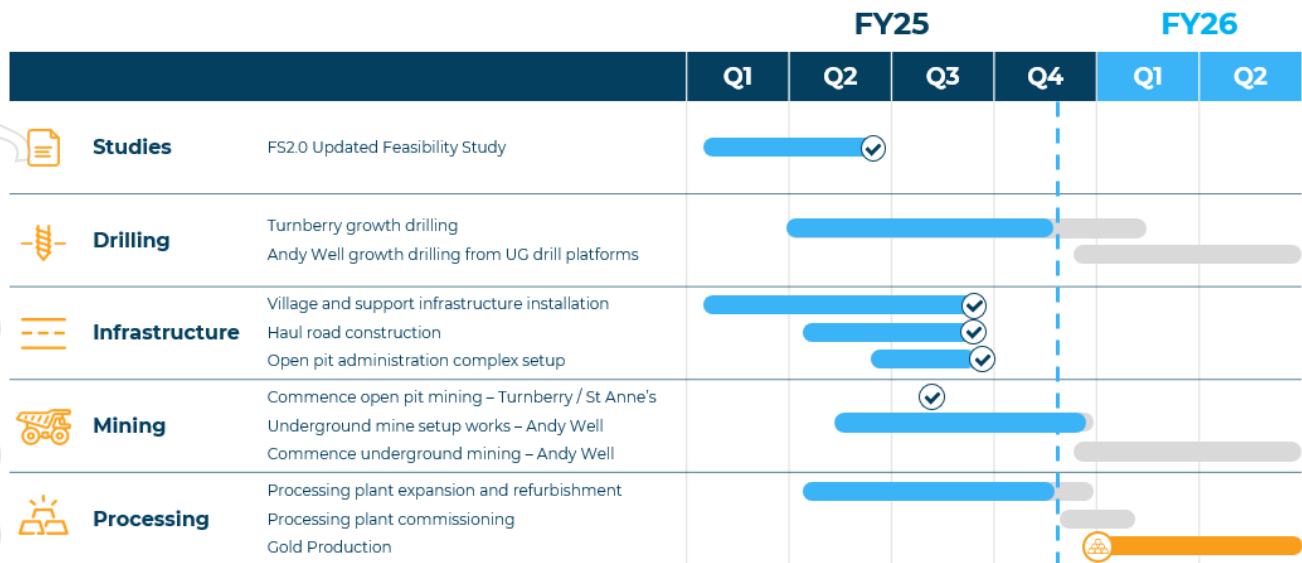 FY25 FY26
Q1 Q2 Q3 Q4 Q1 Q2
Studies FS2.0 Updated Feasibility Study
Drilling
Turnberry growth drilling
Andy Well growth drilling from UG drill platforms
Infrastructure
Village and support infrastructure installation
Haul road construction
Open pit administration complex setup
Mining
Commence open pit mining – Turnberry / St Anne's
Underground mine setup works – Andy Well
Commence underground mining – Andy Well
Processing
Processing plant expansion and refurbishment
Processing plant commissioning
Gold Production